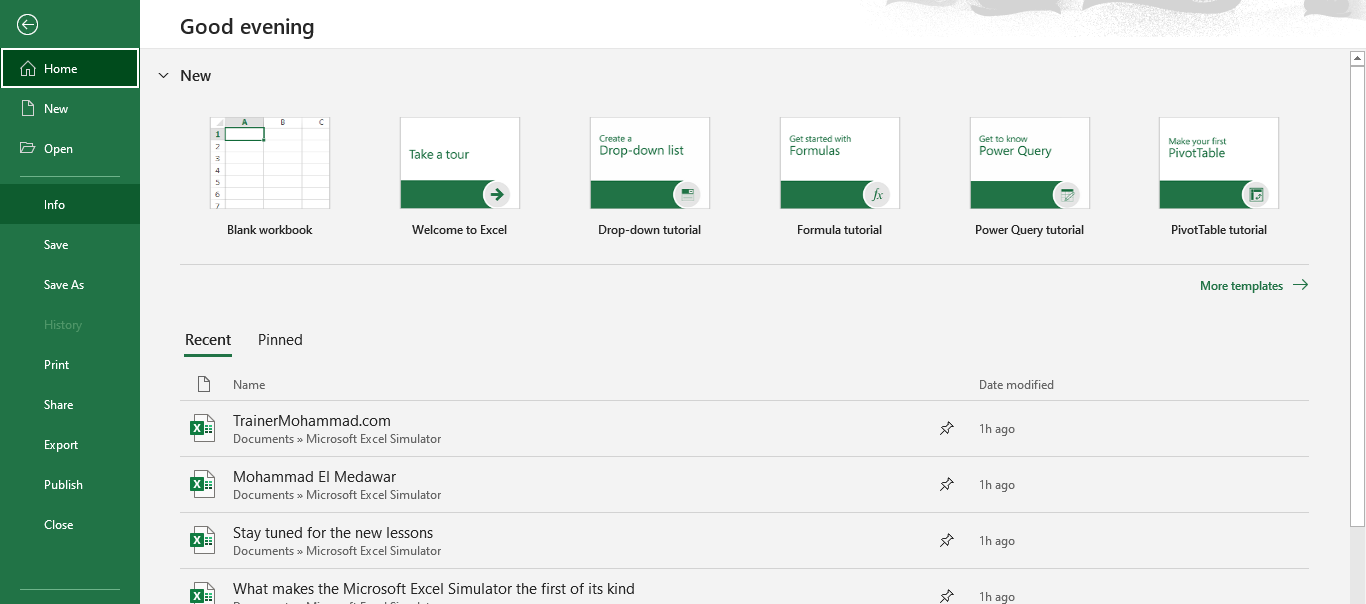 Good evening
Home
New
Open
Info
Save
Save As
History
Print
Share
Export
Publish
Close
New
A B C
1
2
3
4
5
6
7
Blank workbook
Take a tour
Welcome to Excel
Create a
Drop-down list
Drop-down tutorial
Get started with
Formulas
fx
Formula tutorial
Get to know
Power Query
Power Query tutorial
Make your first
PivotTable
PivotTable tutorial
More templates
Recent Pinned
Name Date modified
TrainerMohammad.com
Documents » Microsoft Excel Simulator
1h ago
Mohammad El Medawar
Documents » Microsoft Excel Simulator
1h ago
Stay tuned for the new lessons
Documents » Microsoft Excel Simulator
1h ago
What makes the Microsoft Excel Simulator the first of its kind
Documents » Microsoft Excel Simulator
1h ago